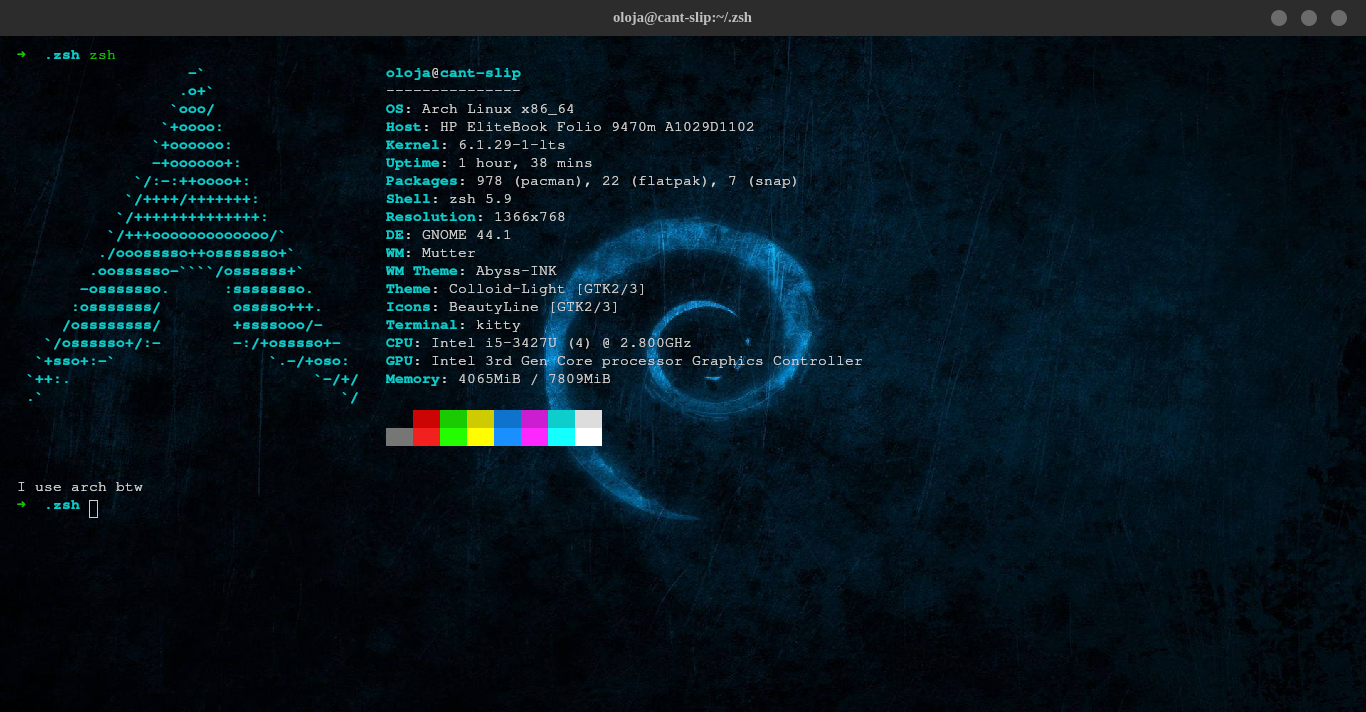 oloja@cant-slip:~/.zsh
➜  .zsh zsh
                   -`                    oloja@cant-slip
                  .o+`                   ---------------
                 `ooo/                   OS: Arch Linux x86_64
                `+oooo:                  Host: HP EliteBook Folio 9470m A1029D1102
               `+oooooo:                 Kernel: 6.1.29-1-lts
               -+oooooo+:                Uptime: 1 hour, 38 mins
             `/:-:++oooo+:               Packages: 978 (pacman), 22 (flatpak), 7 (snap)
            `/++++/+++++++:              Shell: zsh 5.9
           `/++++++++++++++:             Resolution: 1366x768
          `/+++ooooooooooooo/`           DE: GNOME 44.1
         ./ooosssso++osssssso+`          WM: Mutter
        .oossssso-````/ossssss+`         WM Theme: Abyss-INK
       -osssssso.      :ssssssso.        Theme: Colloid-Light [GTK2/3]
      :osssssss/        osssso+++.       Icons: BeautyLine [GTK2/3]
     /ossssssss/        +ssssooo/-       Terminal: kitty
   `/ossssso+/:-        -:/+osssso+-     CPU: Intel i5-3427U (4) @ 2.800GHz
  `+sso+:-`                 `.-/+oso:    GPU: Intel 3rd Gen Core processor Graphics Controller
 `++:.                           `-/+/   Memory: 4065MiB / 7809MiB
 .`                                 `/
I use arch btw
➜  .zsh